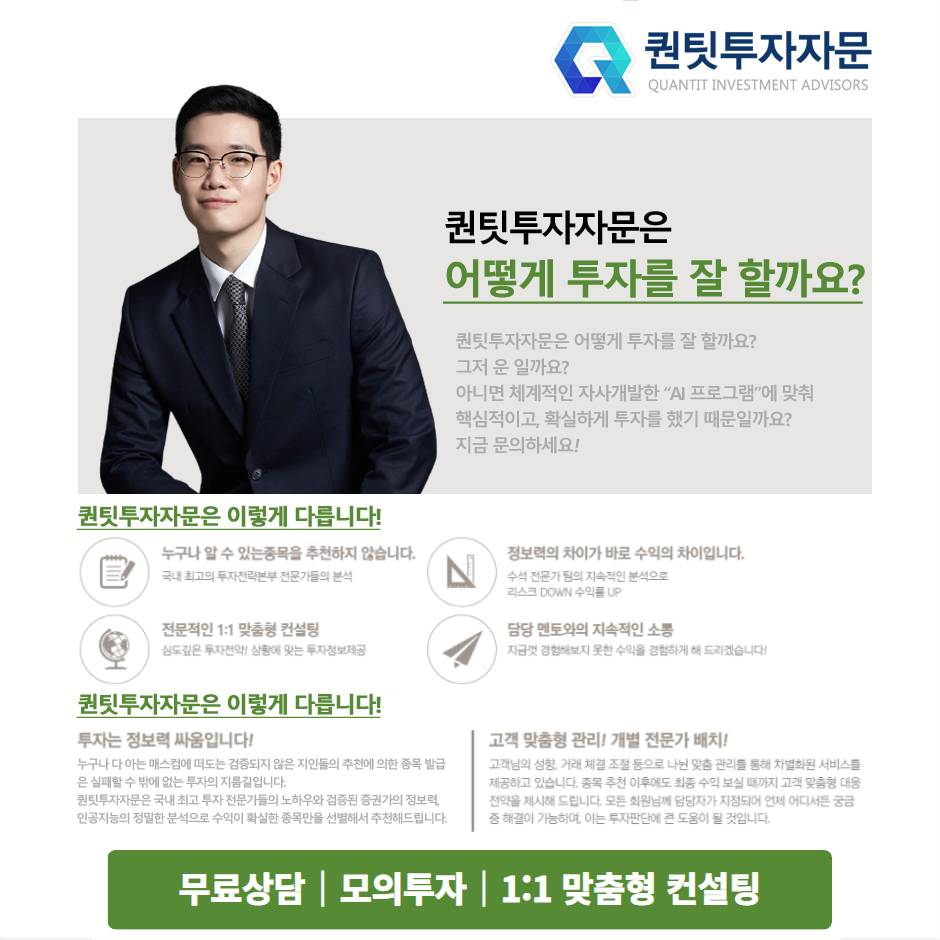 퀀팃투자자문
QUANTIT INVESTMENT ADVISORS
퀀팃투자자문은
어떻게 투자를 잘 할까요?
퀀팃투자자문은 어떻게 투자를 잘 할까요?
그저 운 일까요?
아니면 체계적인 자사개발한 “AI 프로그램”에 맞춰
핵심적이고, 확실하게 투자를 했기 때문일까요?
지금 문의하세요!
퀀팃투자자문은 이렇게 다릅니다!
누구나 알 수 있는종목을 추천하지 않습니다.
국내 최고의 투자전략본부 전문가들의 분석
정보력의 차이가 바로 수익의 차이입니다.
수석 전문가 팀의 지속적인 분석으로
리스크 DOWN 수익률 UP
전문적인 1:1 맞춤형 컨설팅
심도깊은 투자전약! 상황에 맞는 투자정보제공
담당 멘토와의 지속적인 소통
지금껏 경험해보지 못한 수익을 경험하게 해 드리겠습니다!
퀀팃투자자문은 이렇게 다릅니다!
투자는 정보력 싸움입니다!
누구나 다 아는 매스컴에 떠도는 검증되지 않은 지인들의 추천에 의한 종목 발급
은 실패할 수 밖에 없는 투자의 지름길입니다.
퀀팃투자자문은 국내 최고 투자 전문가들의 노하우와 검증된 증권가의 정보력,
인공지능의 정밀한 분석으로 수익이 확실한 종목만을 선별해서 추천해드립니다.
고객 맞춤형 관리! 개별 전문가 배치!
고객님의 성향, 거래 체결 조절 등으로 나뉜 맞춤 관리를 통해 차별화된 서비스를
제공하고 있습니다. 종목 추천 이후에도 최종 수익 보실 때까지 고객 맞춤형 대응
전약을 제시해 드립니다. 모든 회원님께 담당자가 지정되어 언제 어디서든 궁금
증 해결이 가능하며, 이는 투자판단에 큰 도움이 될 것입니다.
무료상담 | 모의투자 | 1:1 맞춤형 컨설팅